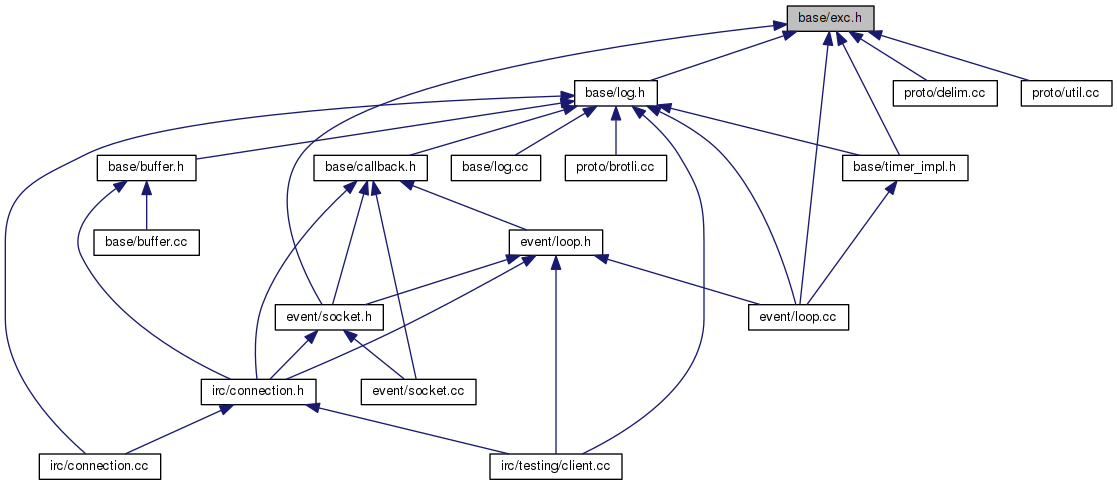 base/exc.h
base/log.h
proto/delim.cc
proto/util.cc
base/buffer.h
base/callback.h
base/log.cc
proto/brotli.cc
base/timer_impl.h
base/buffer.cc
event/loop.h
event/socket.h
event/loop.cc
irc/connection.h
event/socket.cc
irc/connection.cc
irc/testing/client.cc